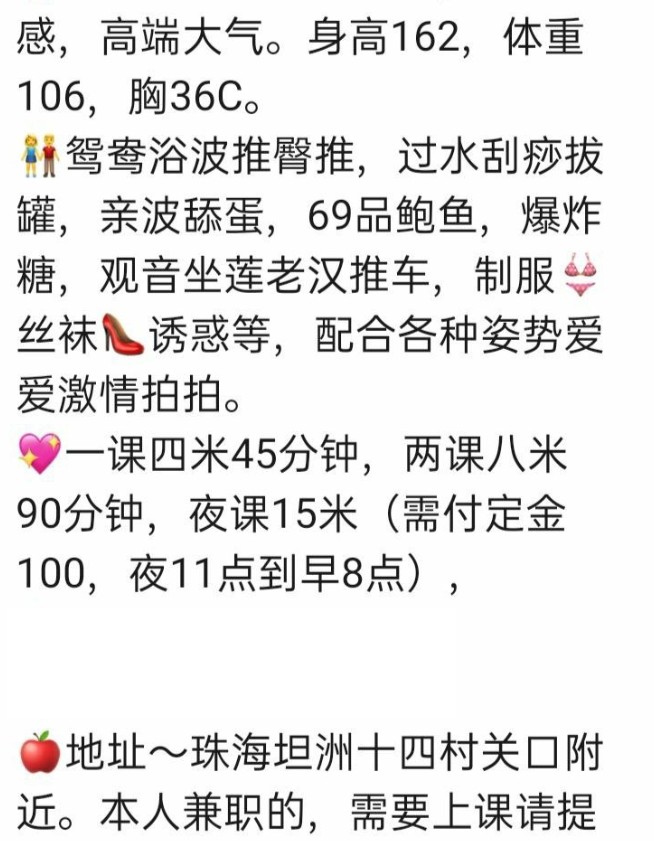 感，高端大气。身高162，体重
106，胸36C。
👫鸳鸯浴波推臀推，过水刮痧拔
罐，亲波舔蛋，69品鲍鱼，爆炸
糖，观音坐莲老汉推车，制服👙
丝袜👠诱惑等，配合各种姿势爱
爱激情拍拍。
💖一课四米45分钟，两课八米
90分钟，夜课15米（需付定金
100，夜11点到早8点），
🍎地址～珠海坦洲十四村关口附
近。本人兼职的，需要上课请提